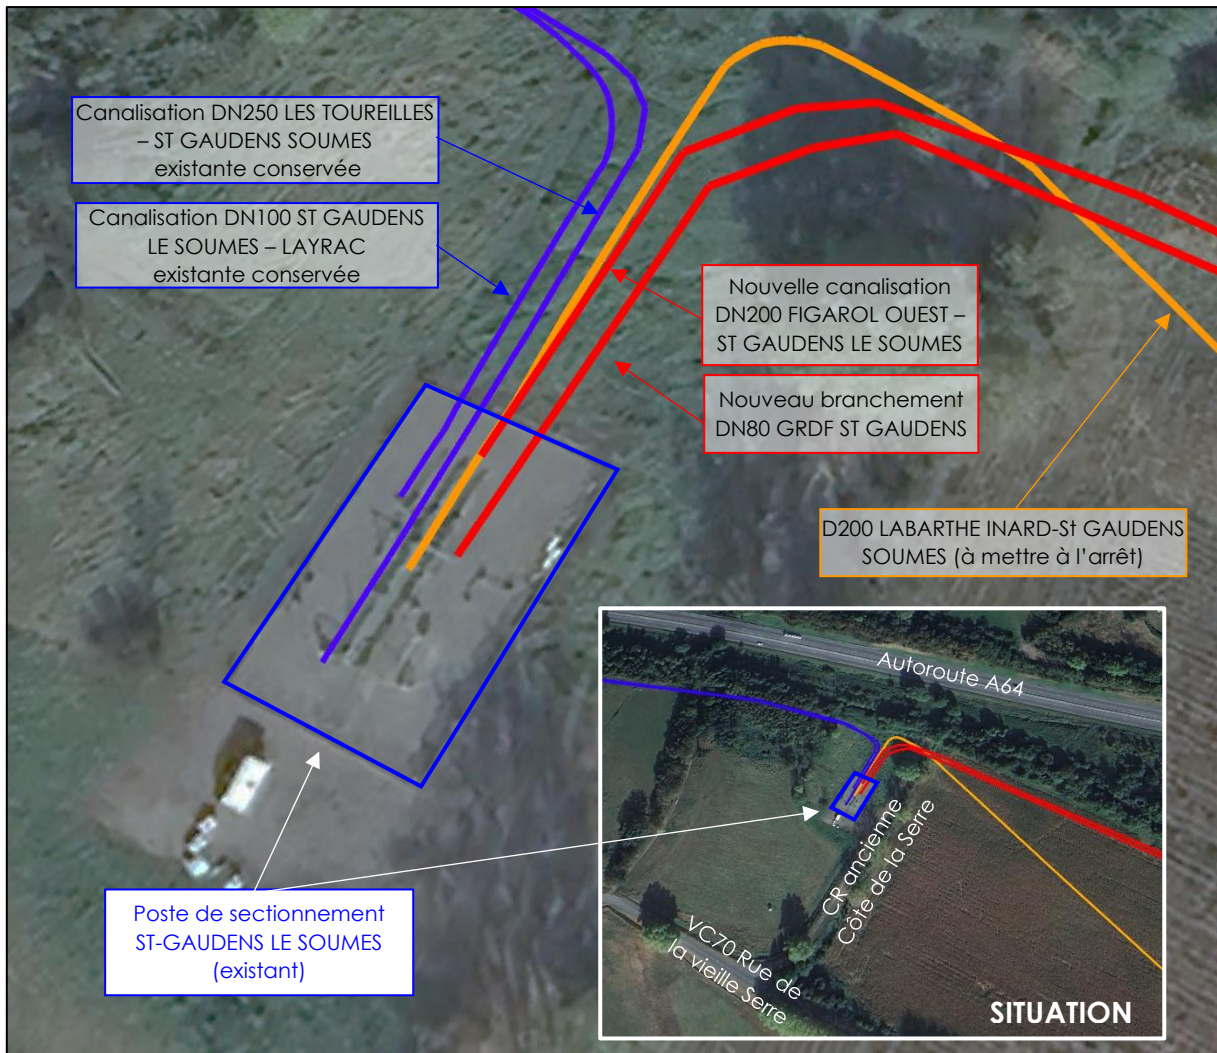 Canalisation DN250 LES TOUREILLES
– ST GAUDENS SOUMES
existante conservée
Canalisation DN100 ST GAUDENS
LE SOUMES – LAYRAC
existante conservée
Nouvelle canalisation
DN200 FIGAROL OUEST –
ST GAUDENS LE SOUMES
Nouveau branchement
DN80 GRDF ST GAUDENS
D200 LABARTHE INARD-St GAUDENS
SOUMES (à mettre à l’arrêt)
Poste de sectionnement
ST-GAUDENS LE SOUMES
(existant)
Autoroute A64
CR ancienne
Côte de la Serre
VC70 Rue de
la vieille Serre
SITUATION